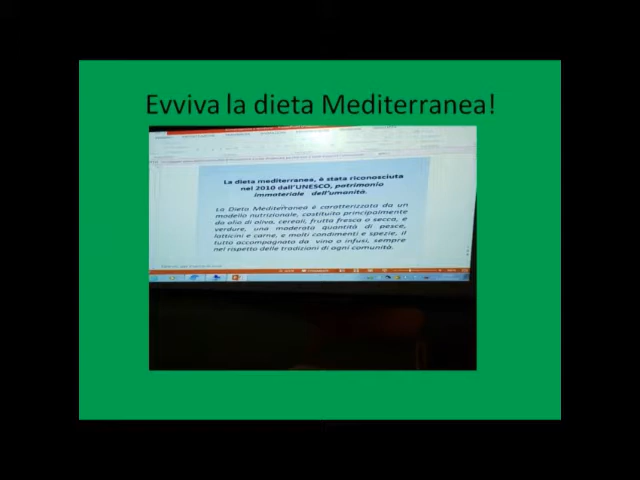 Evviva la dieta Mediterranea!
La dieta mediterranea, è stata riconosciuta
nel 2010 dall'UNESCO, patrimonio
immateriale dell'umanità.
La Dieta Mediterranea è caratterizzata da un
modello nutrizionale, costituito principalmente
da olio di oliva, cereali, frutta fresca o secca, e
verdure, una moderata quantità di pesce,
latticini e carne, e molti condimenti e spezie, il
tutto accompagnato da vino o infusi, sempre
nel rispetto delle tradizioni di ogni comunità.